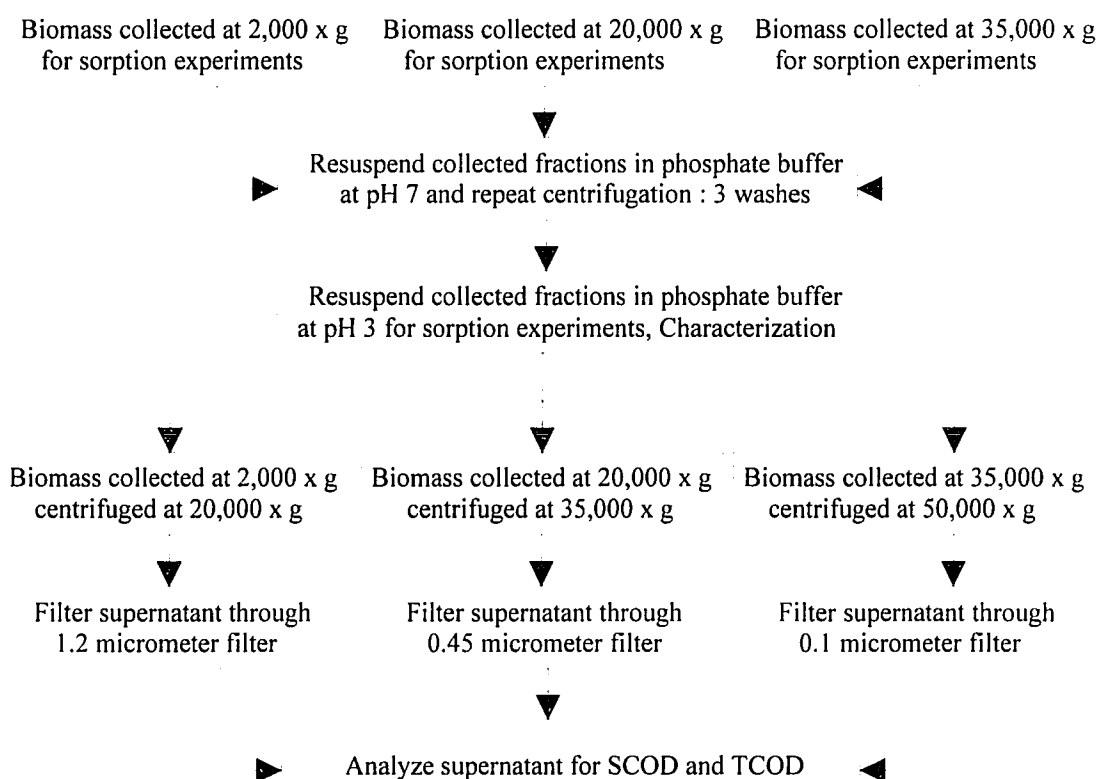 Biomass collected at 2,000 x g
for sorption experiments
Biomass collected at 20,000 x g
for sorption experiments
Biomass collected at 35,000 x g
for sorption experiments
Resuspend collected fractions in phosphate buffer
at pH 7 and repeat centrifugation : 3 washes
Resuspend collected fractions in phosphate buffer
at pH 3 for sorption experiments, Characterization
Biomass collected at 2,000 x g
centrifuged at 20,000 x g
Biomass collected at 20,000 x g
centrifuged at 35,000 x g
Biomass collected at 35,000 x g
centrifuged at 50,000 x g
Filter supernatant through
1.2 micrometer filter
Filter supernatant through
0.45 micrometer filter
Filter supernatant through
0.1 micrometer filter
Analyze supernatant for SCOD and TCOD